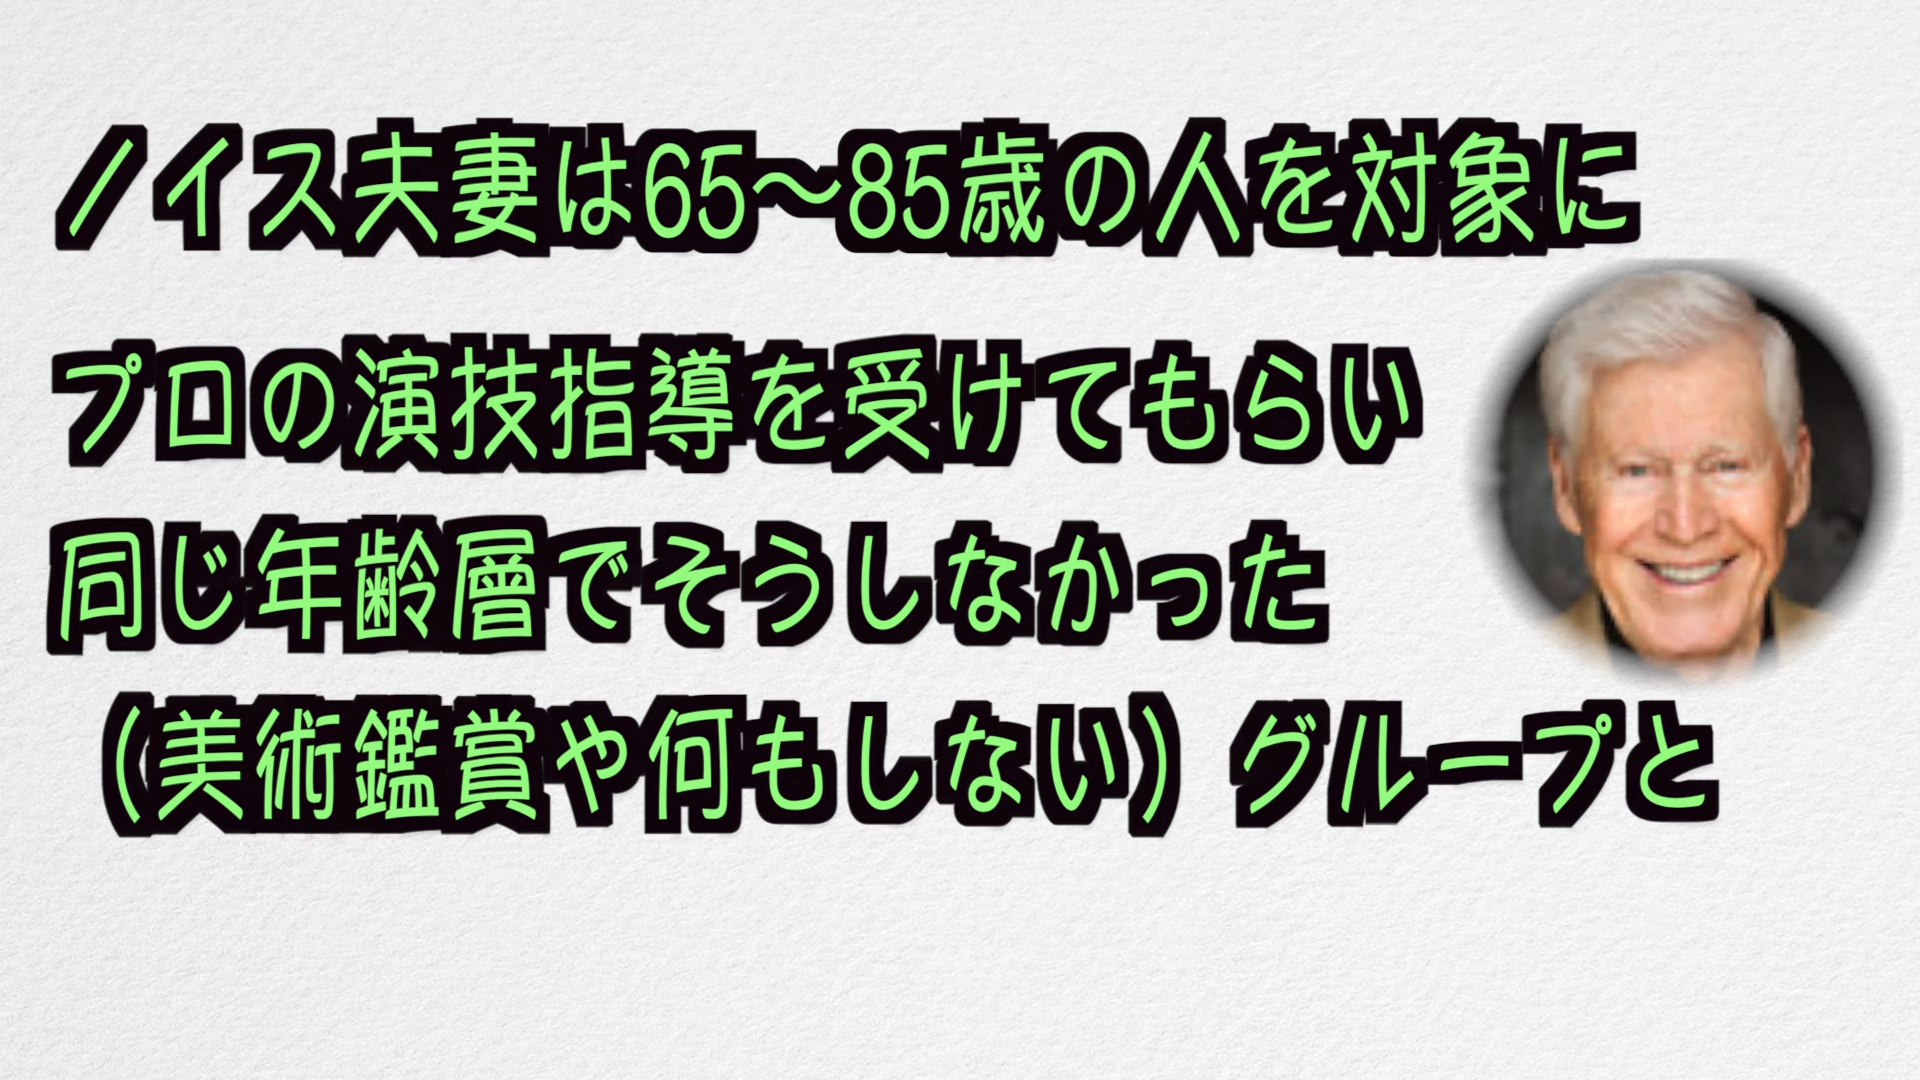 ノイス夫妻は65〜85歳の人を対象に
プロの演技指導を受けてもらい
同じ年齢層でそうしなかった
（美術鑑賞や何もしない）グループと